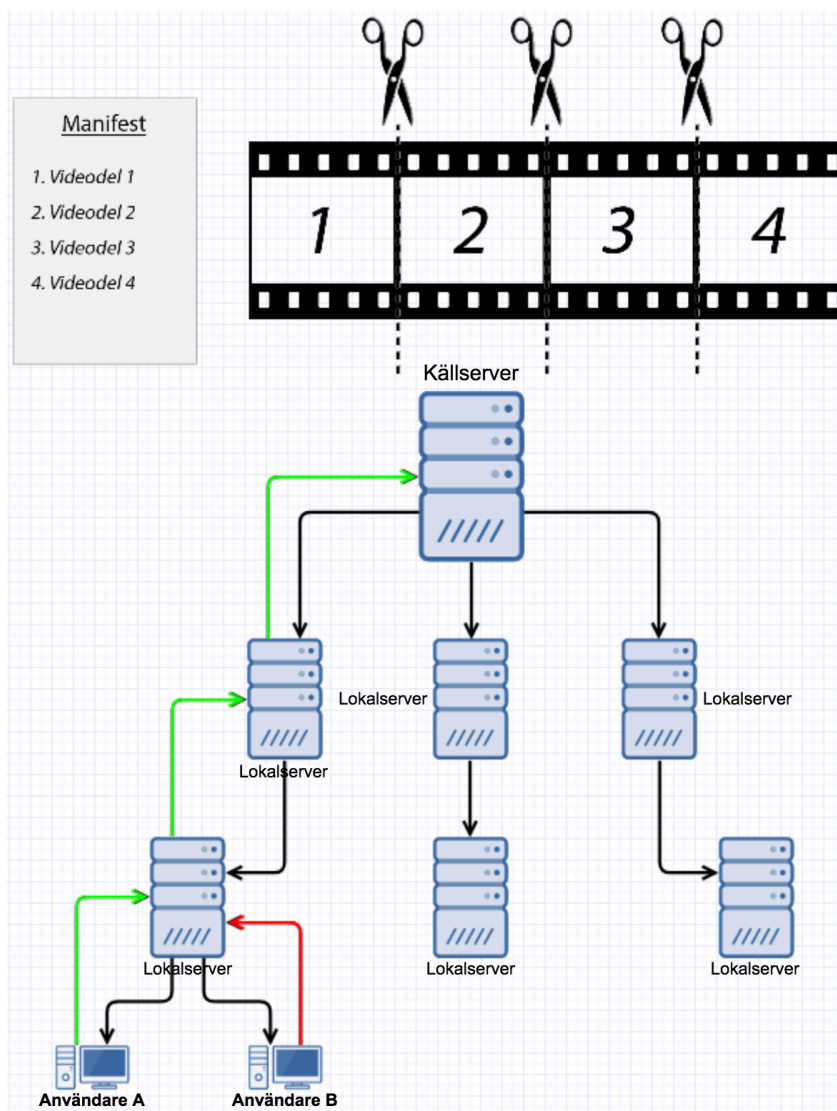 Manifest
1. Videodel 1
2. Videodel 2
3. Videodel 3
4. Videodel 4
1 2 3 4
Källserver
Lokalserver
Lokalserver
Lokalserver
Lokalserver
Lokalserver
Lokalserver
Användare A
Användare B